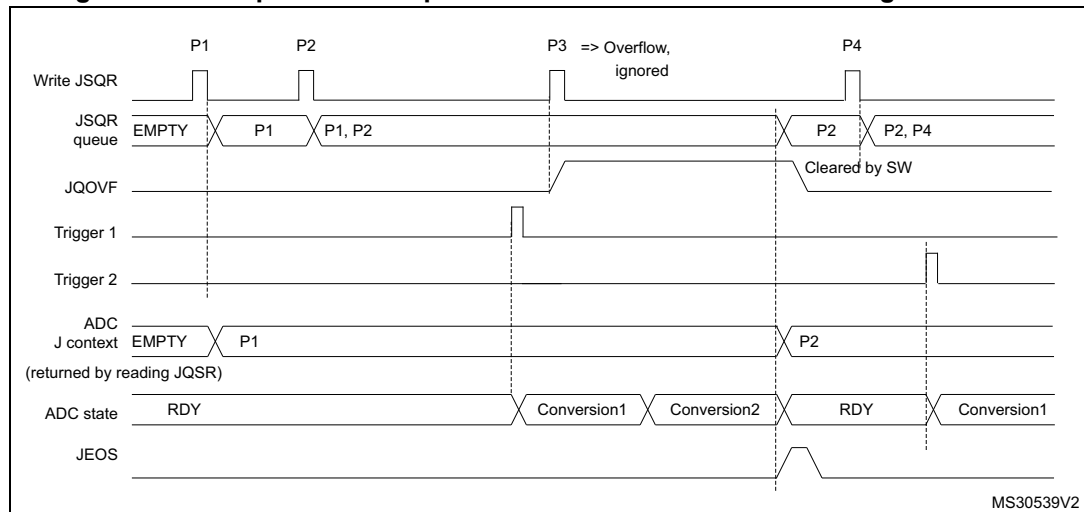 P1 P2 P3 => Overflow, P4
ignored
Write JSQR
JSQR
queue
EMPTY P1 P1, P2 P2 P2, P4
Cleared by SW
JQOVF
Trigger 1
Trigger 2
ADC
J context
EMPTY P1 P2
(returned by reading JQSR)
ADC state RDY Conversion1 Conversion2 RDY Conversion1
JEOS
MS30539V2